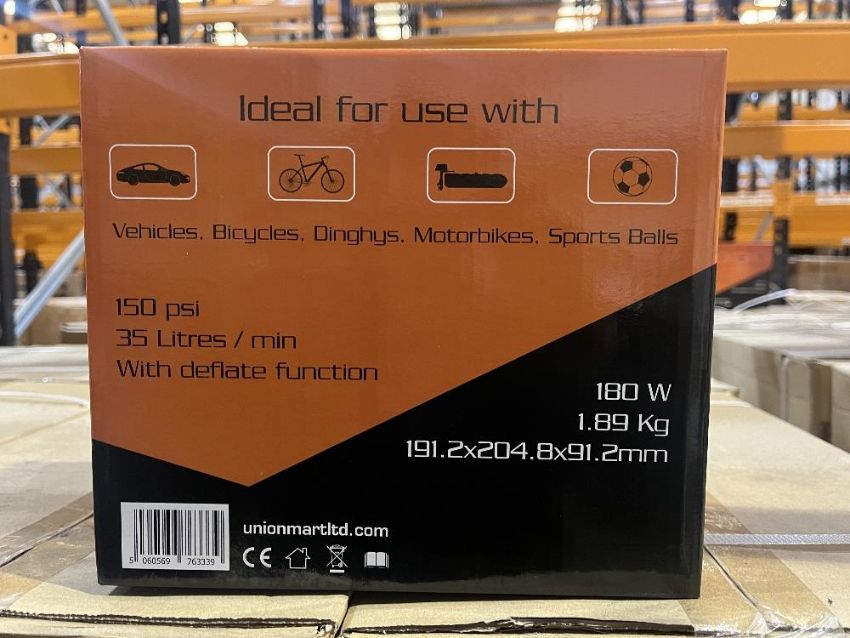 Ideal for use with
Vehicles, Bicycles, Dinghys, Motorbikes, Sports Balls
150 psi
35 Litres / min
With deflate function
180 W
1.89 Kg
191.2x204.8x91.2mm
unionmartltd.com
CE
5 060569 763339